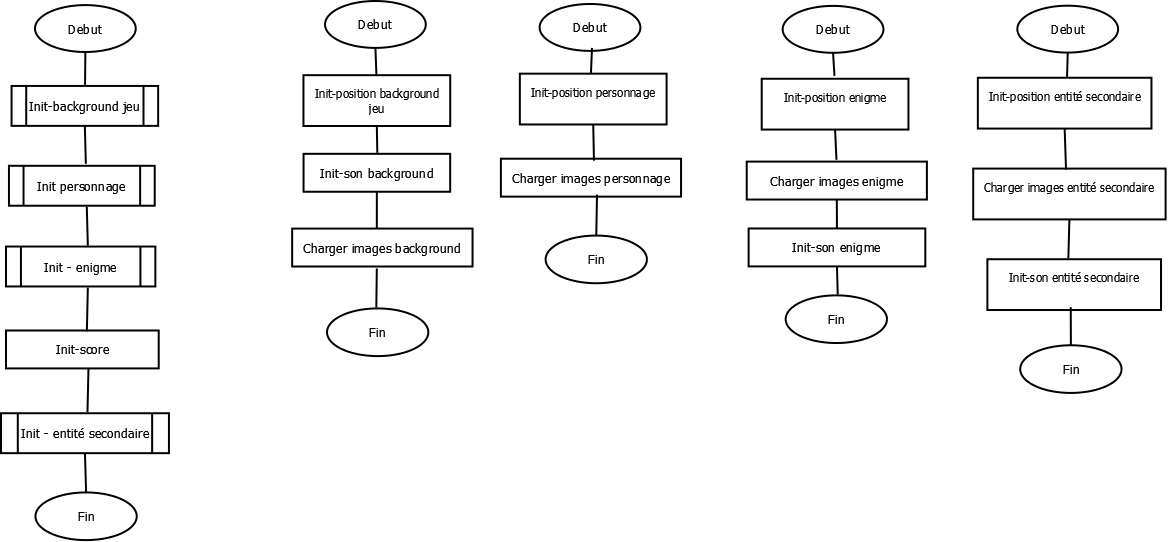 Debut
Init-background jeu
Init personnage
Init - enigme
Init-score
Init - entité secondaire
Fin
Debut
Init-position background
jeu
Init-son background
Charger images background
Fin
Debut
Init-position personnage
Charger images personnage
Fin
Debut
Init-position enigme
Charger images enigme
Init-son enigme
Fin
Debut
Init-position entité secondaire
Charger images entité secondaire
Init-son entité secondaire
Fin